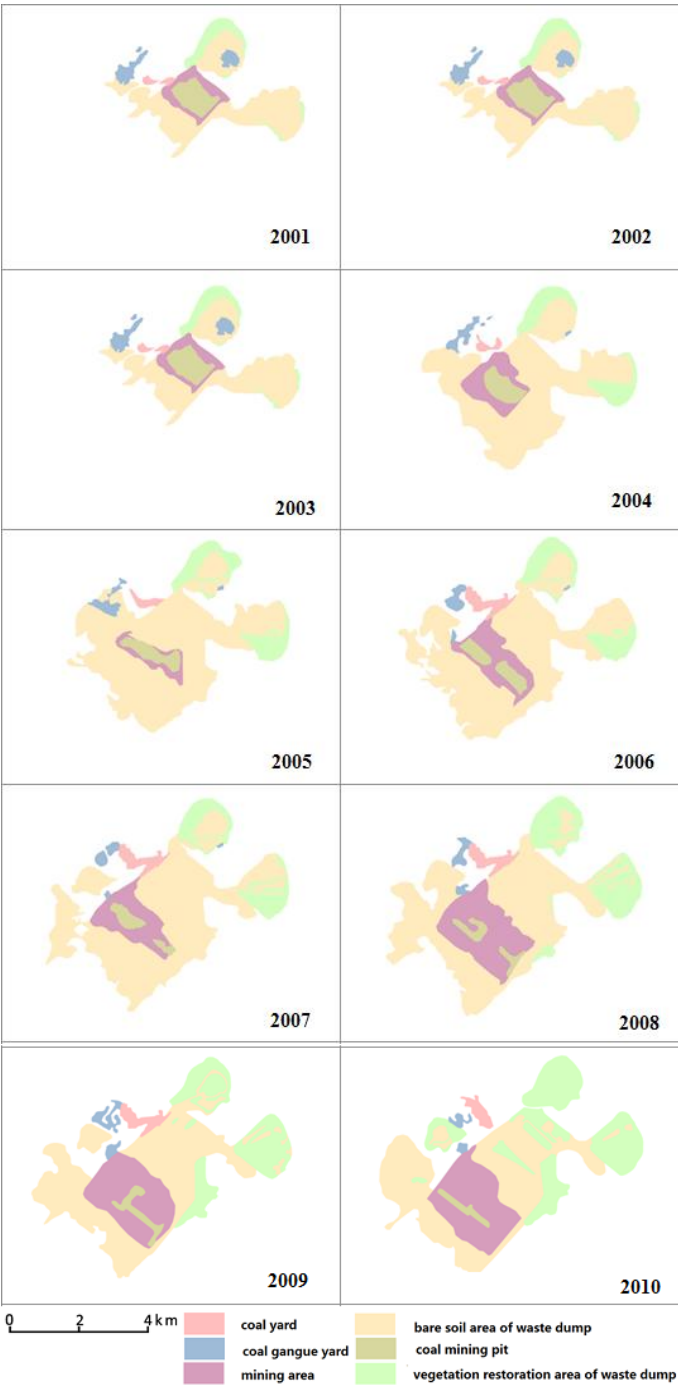 2001
2002
2003
2004
2005
2006
2007
2008
2009
2010
0 2 4 km
coal yard
bare soil area of waste dump
coal gangue yard
coal mining pit
mining area
vegetation restoration area of waste dump